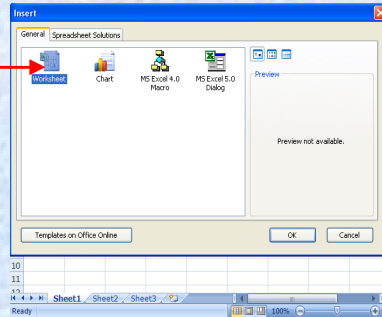 Insert
General Spreadsheet Solutions
Worksheet Chart MS Excel 4.0 Macro MS Excel 5.0 Dialog
Preview
Preview not available.
Templates on Office Online OK Cancel
10
11
12
Sheet1 Sheet2 Sheet3
Ready 100%